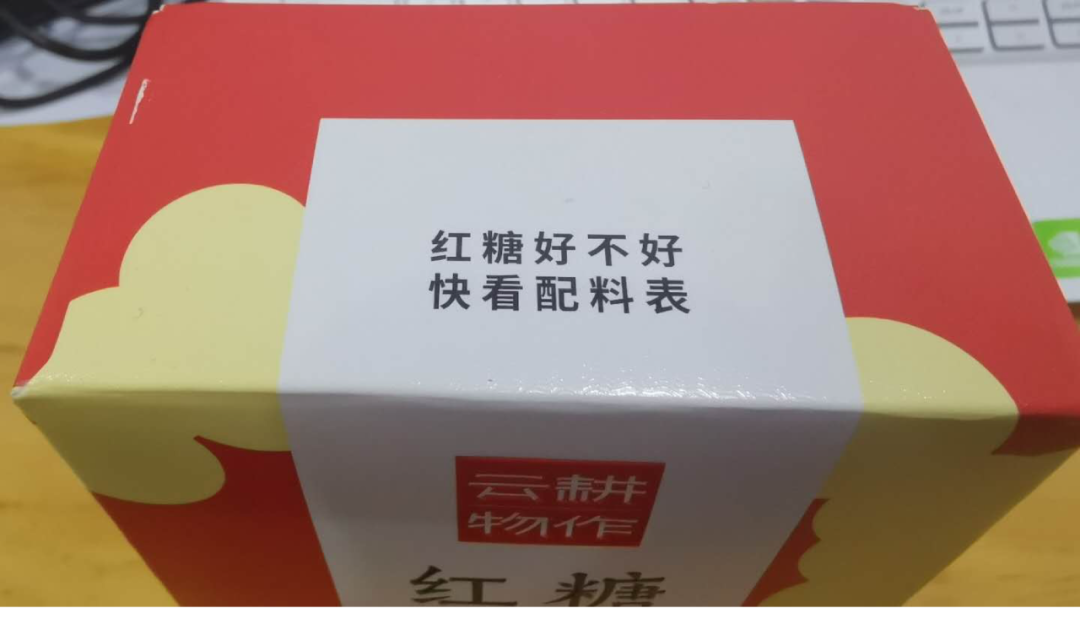 红糖好不好
快看配料表
云耕
物作
红糖